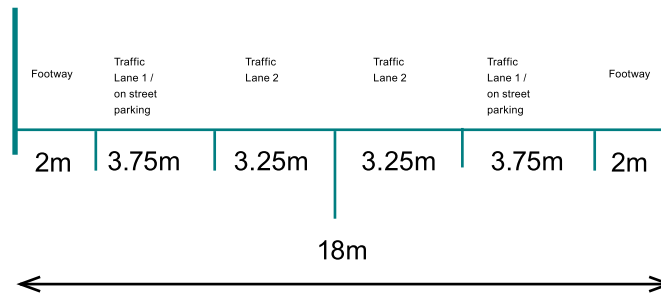 Footway
Traffic
Lane 1 /
on street
parking
Traffic
Lane 2
Traffic
Lane 2
Traffic
Lane 1 /
on street
parking
Footway
2m 3.75m 3.25m 3.25m 3.75m 2m
18m